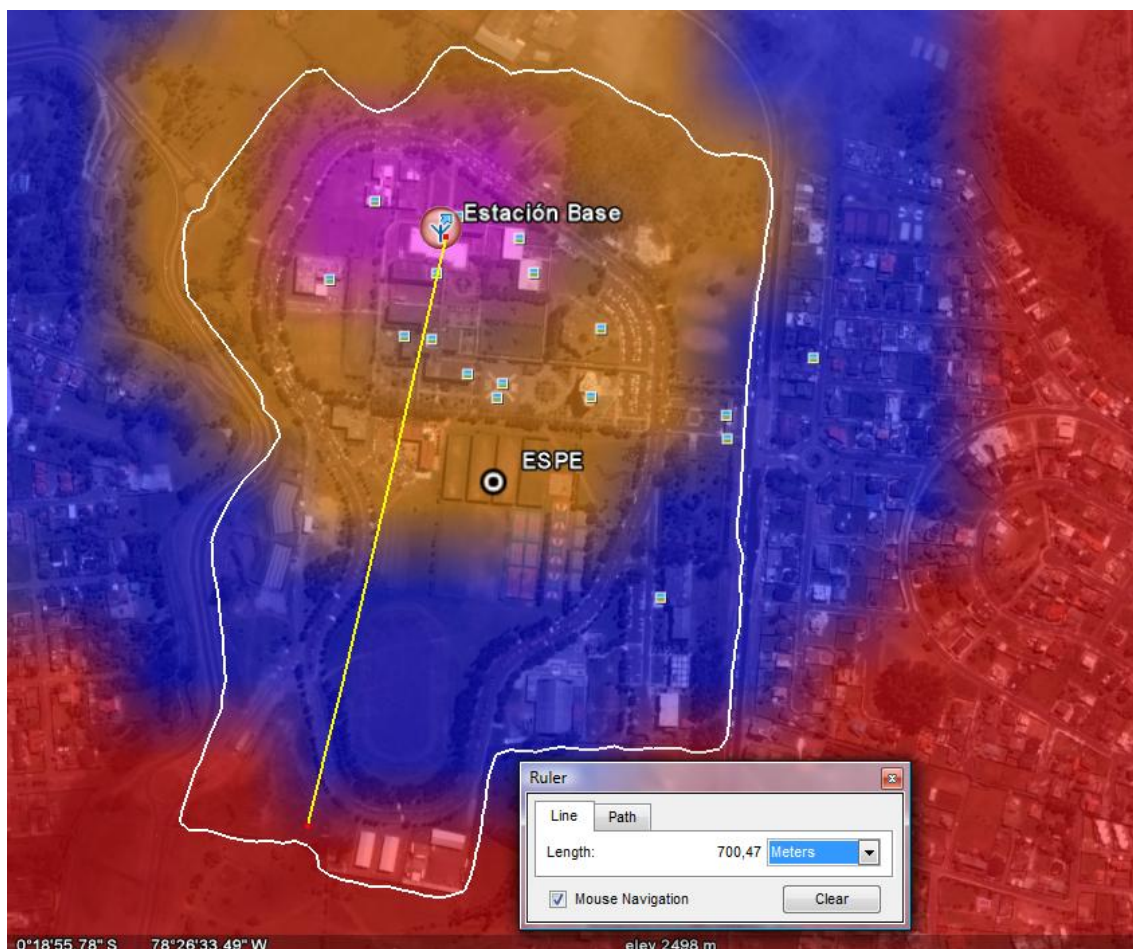 Estación Base
ESPE
Ruler
Line Path
Length: 700,47 Meters
Mouse Navigation Clear
0°18'55.78" S 78°26'33.49" W elev 2498 m